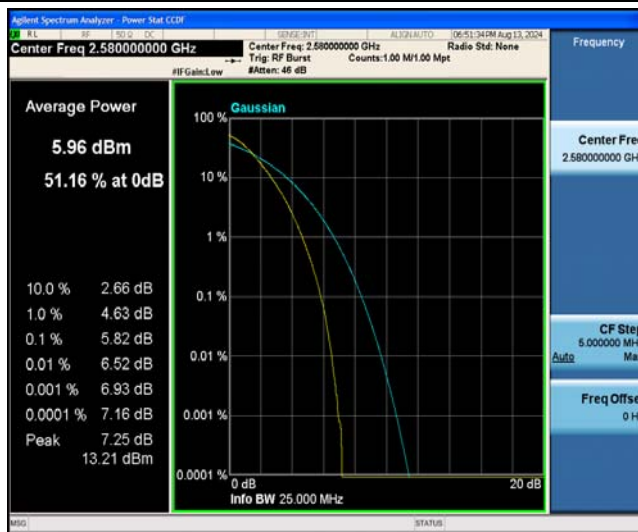 Agilent Spectrum Analyzer - Power Stat CCDF
RL RF 50 Ω DC SENSE:INT ALIGNAUTO 06:51:34 PM Aug 13, 2024
Center Freq 2.580000000 GHz
Center Freq: 2.580000000 GHz Radio Std: None
Trig: RF Burst Counts:1.00 M/1.00 Mpt
#IFGain:Low #Atten: 46 dB
Frequency
Average Power
5.96 dBm
51.16 % at 0dB
10.0 % 2.66 dB
1.0 % 4.63 dB
0.1 % 5.82 dB
0.01 % 6.52 dB
0.001 % 6.93 dB
0.0001 % 7.16 dB
Peak 7.25 dB
13.21 dBm
Gaussian
100 %
10 %
1 %
0.1 %
0.01 %
0.001 %
0.0001 %
0 dB 20 dB
Info BW 25.000 MHz
Center Fre
2.580000000 GH
CF Ste
5.000000 MH
Auto Ma
Freq Offse
0 H
MSG STATUS